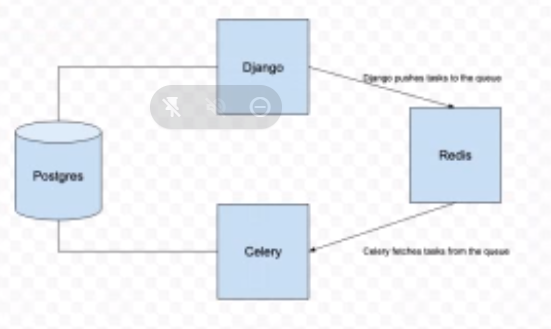 Django
Django pushes tasks to the queue
Redis
Postgres
Celery
Celery fetches tasks from the queue